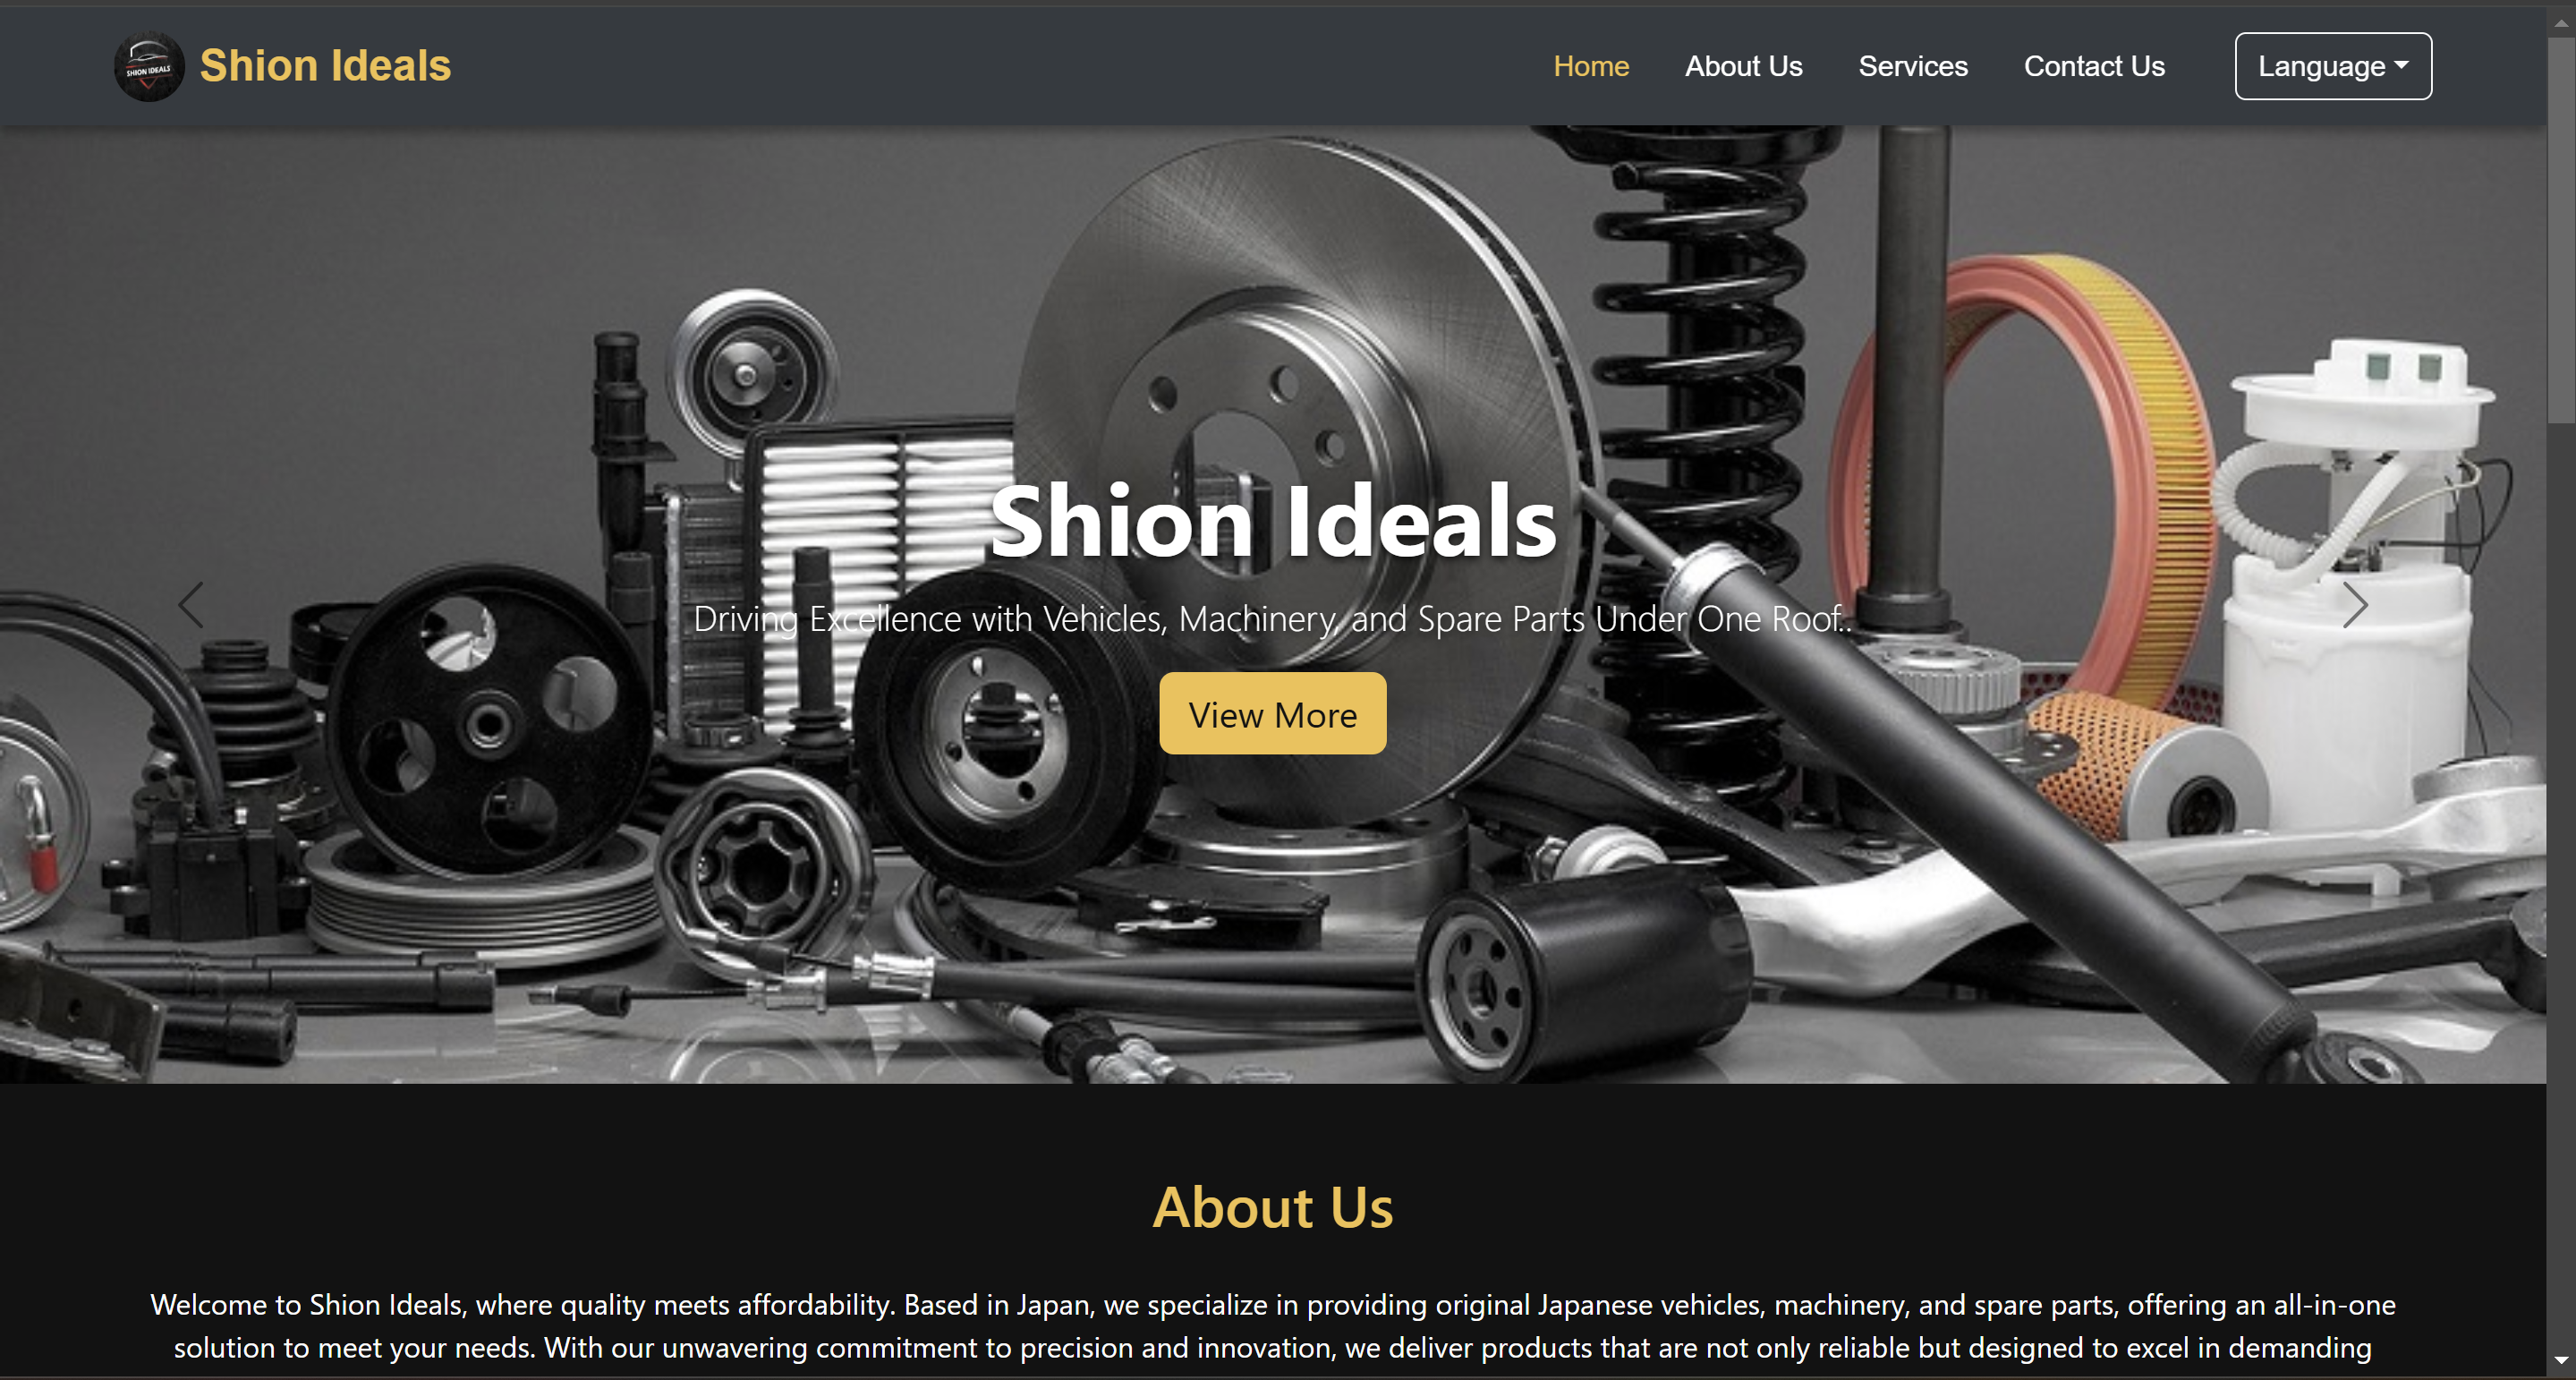 SHION IDEALS
Shion Ideals
Home
About Us
Services
Contact Us
Language
Shion Ideals
Driving Excellence with Vehicles, Machinery, and Spare Parts Under One Roof..
View More
About Us
Welcome to Shion Ideals, where quality meets affordability. Based in Japan, we specialize in providing original Japanese vehicles, machinery, and spare parts, offering an all-in-one
solution to meet your needs. With our unwavering commitment to precision and innovation, we deliver products that are not only reliable but designed to excel in demanding